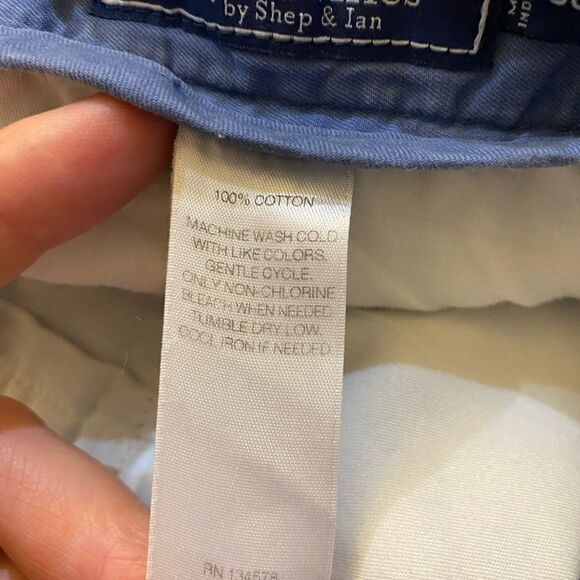 by Shep & Ian
100% COTTON
MACHINE WASH COLD
WITH LIKE COLORS.
GENTLE CYCLE.
ONLY NON-CHLORINE
BLEACH WHEN NEEDED
TUMBLE DRY LOW.
COOL IRON IF NEEDED
RN 134578